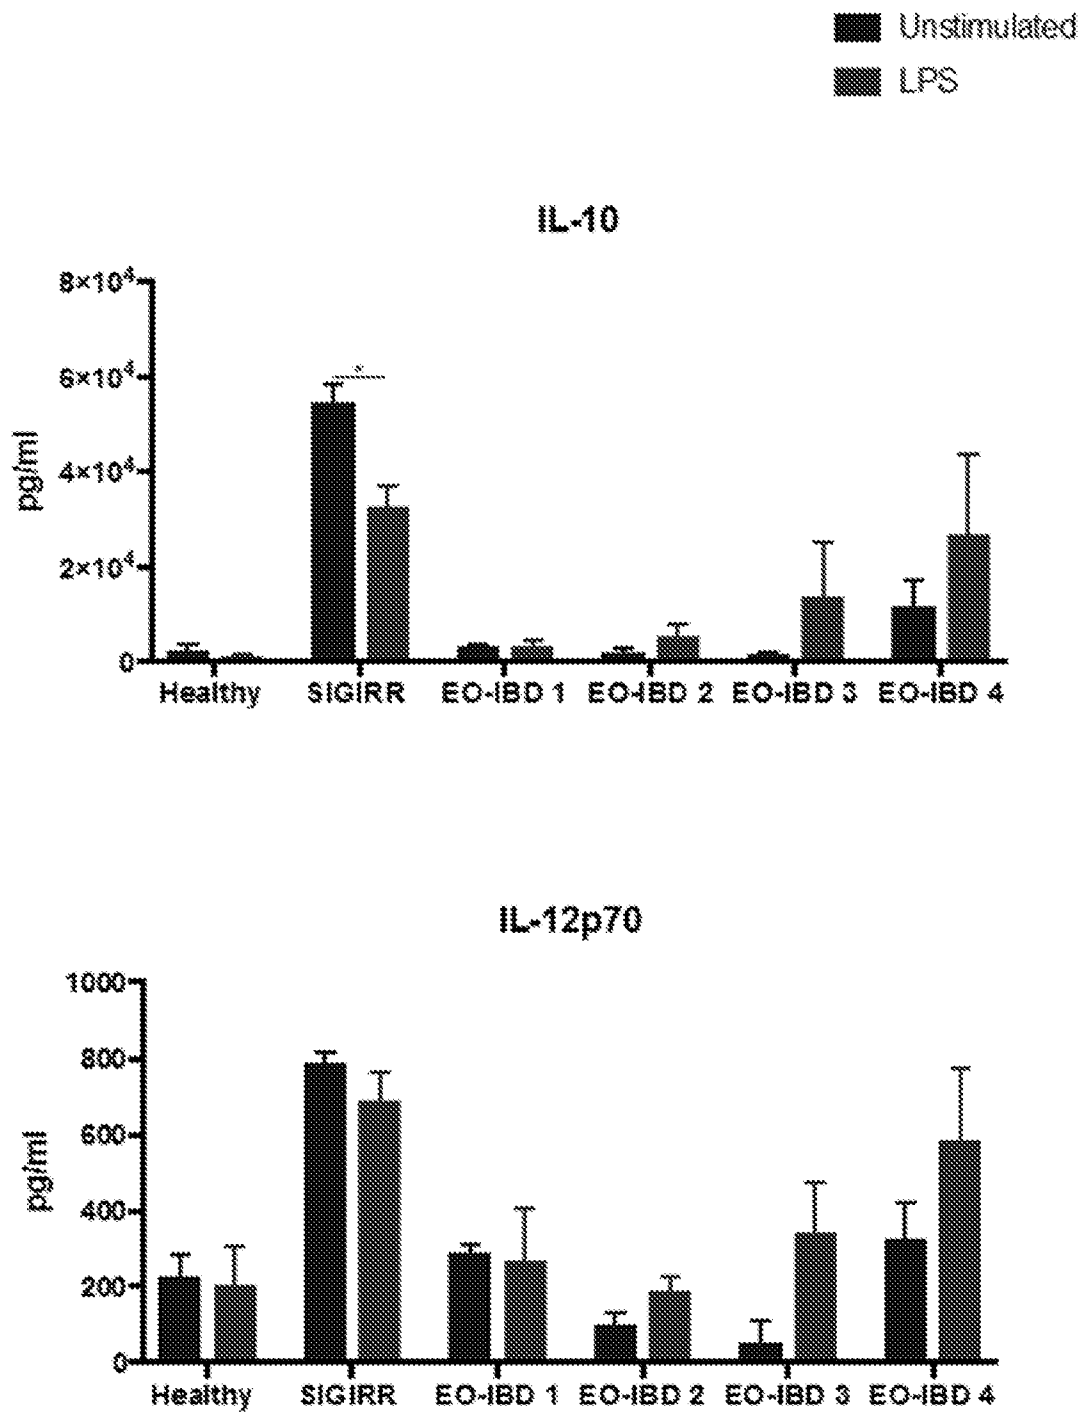 Unstimulated
LPS
IL-10
8×10⁴
6×10⁴
*
4×10⁴
2×10⁴
0
pg/ml
Healthy SIGIRR EO-IBD 1 EO-IBD 2 EO-IBD 3 EO-IBD 4
IL-12p70
1000
800
600
400
200
0
pg/ml
Healthy SIGIRR EO-IBD 1 EO-IBD 2 EO-IBD 3 EO-IBD 4